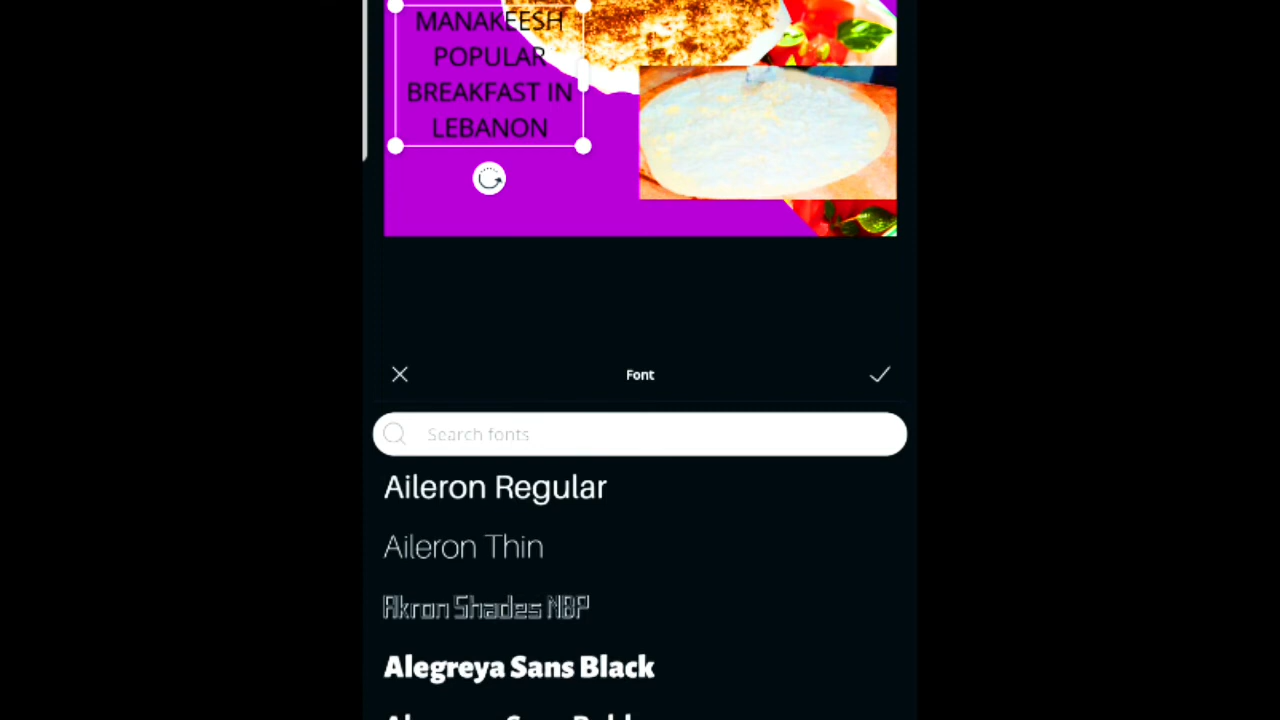 MANAKEESH
POPULAR
BREAKFAST IN
LEBANON
Font
Search fonts
Aileron Regular
Aileron Thin
Akron Shades NBP
Alegreya Sans Black